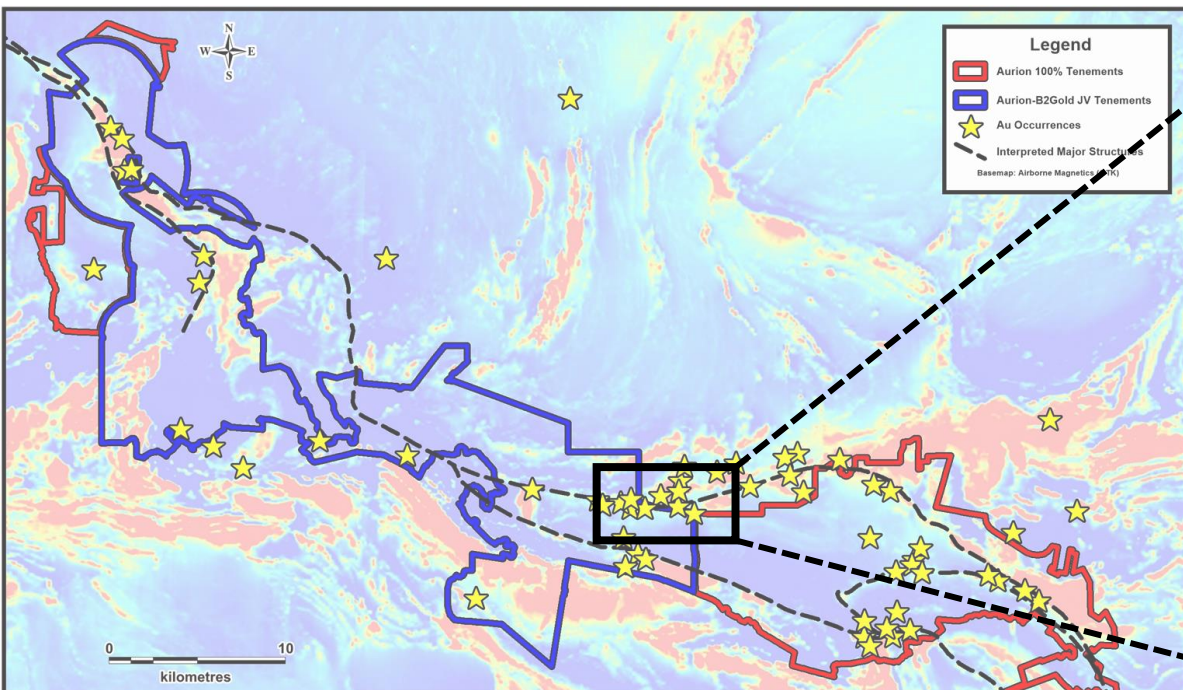 N
W E
S
Legend
Aurion 100% Tenements
Aurion-B2Gold JV Tenements
Au Occurrences
Interpreted Major Structures
Basemap: Airborne Magnetics
0 10
kilometres